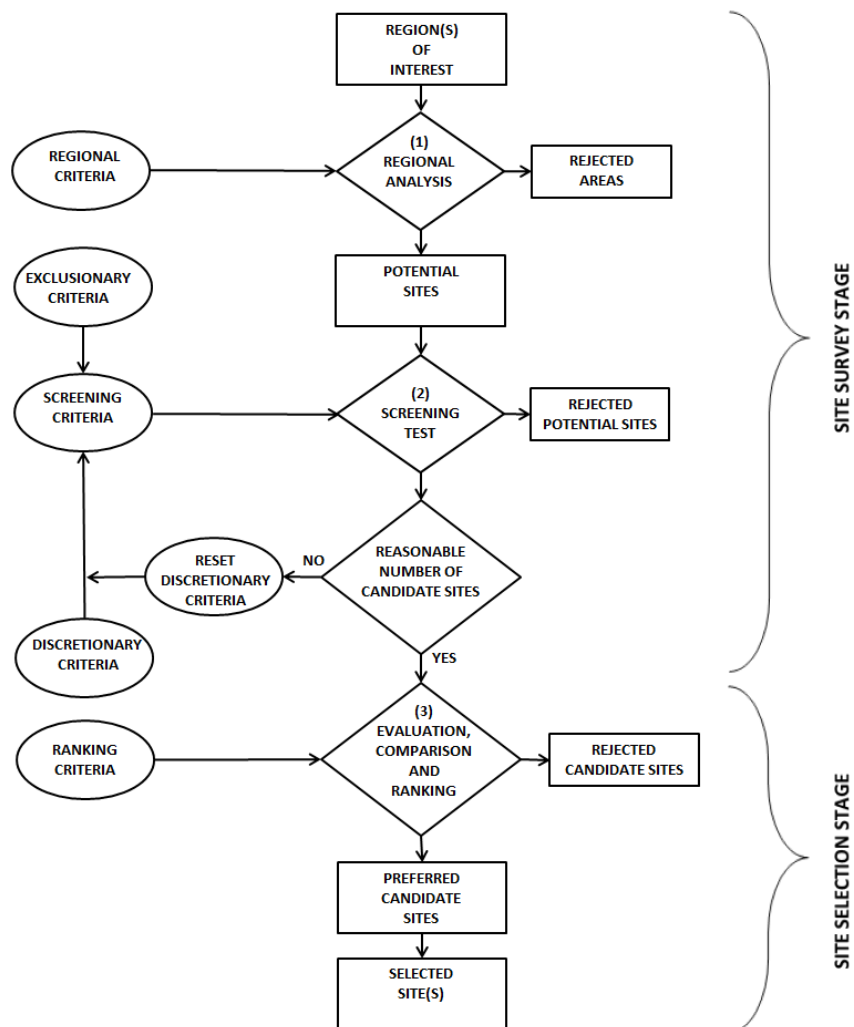 REGION(S)
OF
INTEREST
(1)
REGIONAL
ANALYSIS
REGIONAL
CRITERIA
REJECTED
AREAS
POTENTIAL
SITES
EXCLUSIONARY
CRITERIA
SCREENING
CRITERIA
(2)
SCREENING
TEST
REJECTED
POTENTIAL SITES
REASONABLE
NUMBER OF
CANDIDATE SITES
NO
RESET
DISCRETIONARY
CRITERIA
DISCRETIONARY
CRITERIA
YES
(3)
EVALUATION,
COMPARISON
AND
RANKING
RANKING
CRITERIA
REJECTED
CANDIDATE SITES
PREFERRED
CANDIDATE
SITES
SELECTED
SITE(S)
SITE SURVEY STAGE
SITE SELECTION STAGE